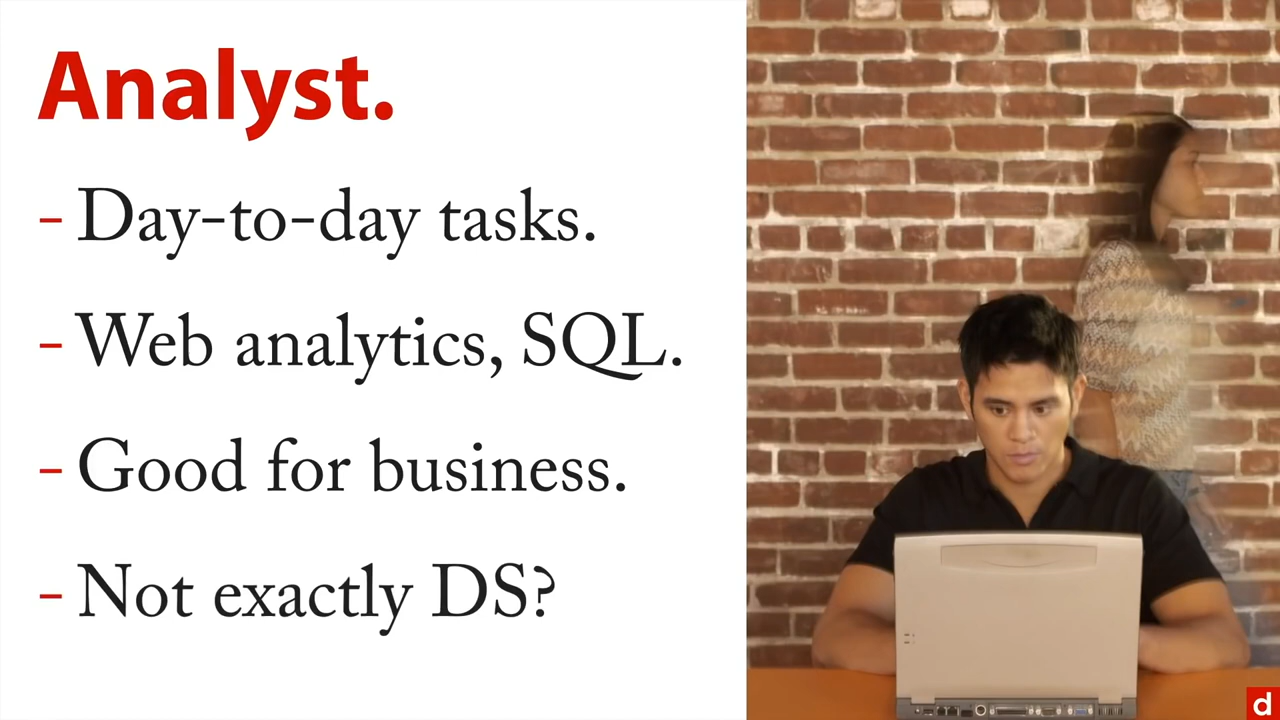 Analyst.
- Day-to-day tasks.
- Web analytics, SQL.
- Good for business.
- Not exactly DS?
d